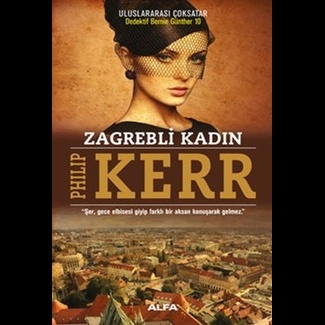 ULUSLARARASI ÇOKSATAR
Dedektif Bernie Günther 10
ZAGREBLİ KADIN
PHILIP
KERR
"Şer, gece elbisesi giyip farklı bir aksan konuşarak gelmez."
ALFA